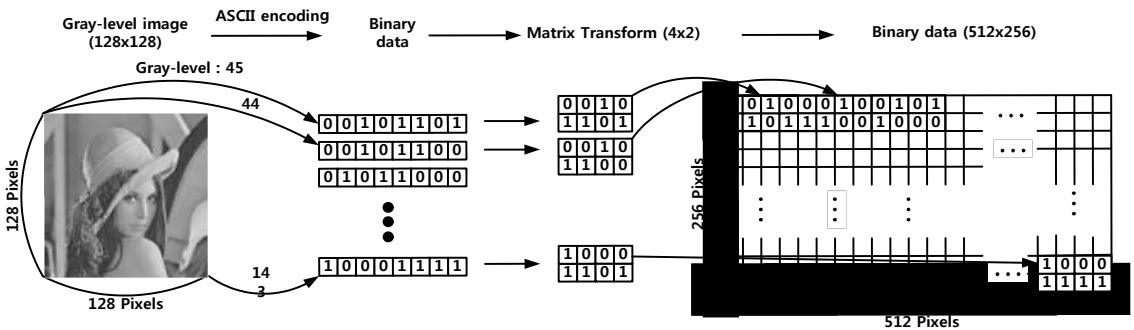 Gray-level image
(128x128)
ASCII encoding
Binary
data
Matrix Transform (4x2)
Binary data (512x256)
Gray-level : 45
44
0 0 1 0 1 1 0 1
0 0 1 0 1 1 0 0
0 1 0 1 1 0 0 0
1 0 0 0 1 1 1 1
0 0 1 0
1 1 0 1
0 0 1 0
1 1 0 0
1 0 0 0
1 1 0 1
0 1 0 0 0 1 0 0 1 0 1
1 0 1 1 1 0 0 1 0 0 0
1 0 0 0
1 1 1 1
128 Pixels
128 Pixels
14
3
256 Pixels
512 Pixels